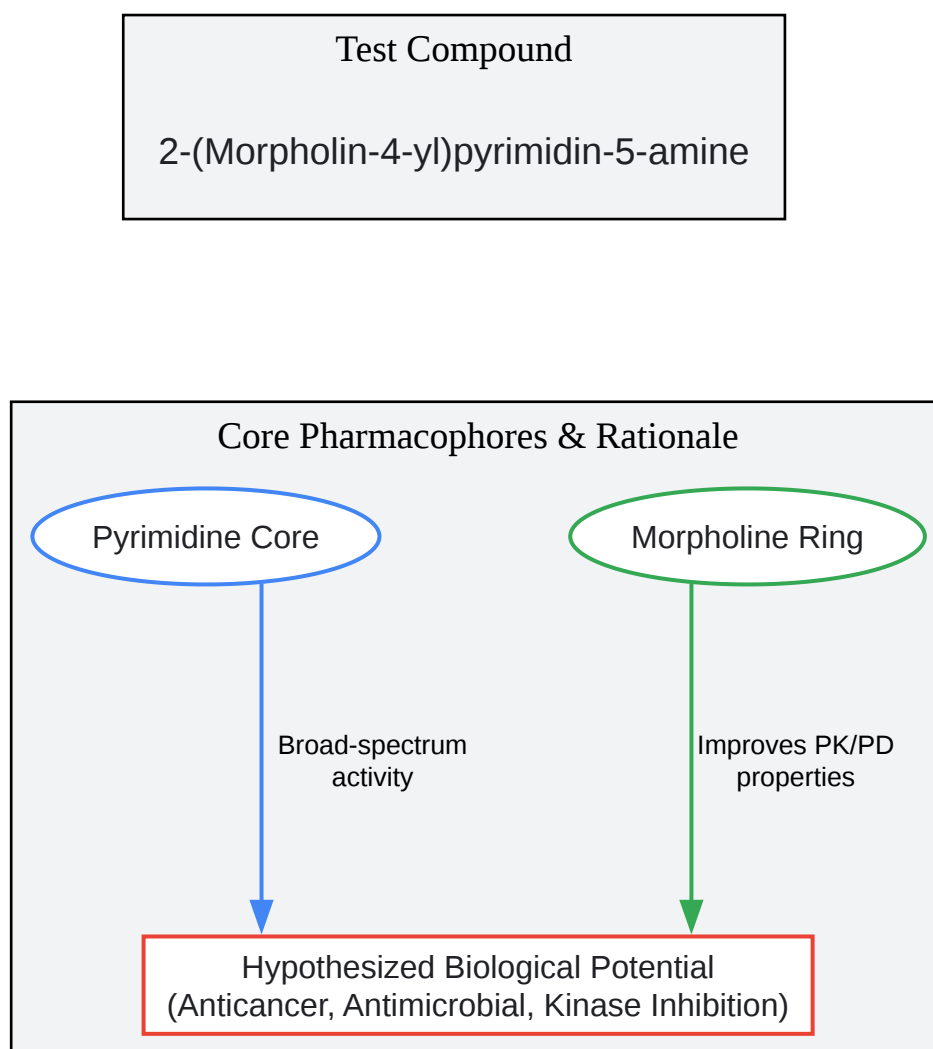 Test Compound
2-(Morpholin-4-yl)pyrimidin-5-amine
Core Pharmacophores & Rationale
Pyrimidine Core
Morpholine Ring
Broad-spectrum
activity
Improves PK/PD
properties
Hypothesized Biological Potential
(Anticancer, Antimicrobial, Kinase Inhibition)